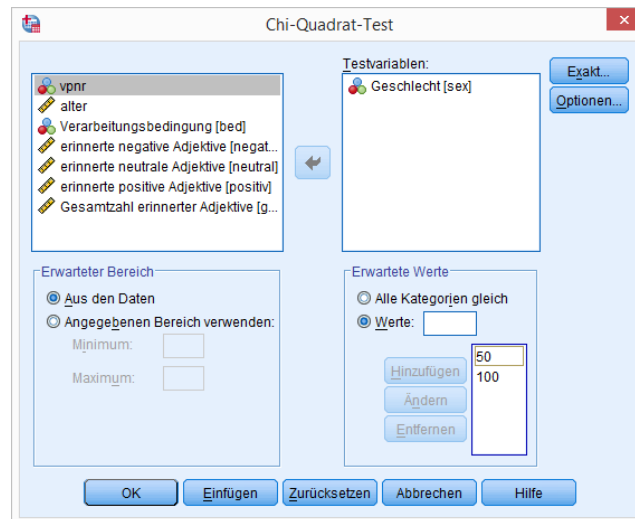 Chi-Quadrat-Test
vpnr
alter
Verarbeitungsbedingung [bed]
erinnerte negative Adjektive [negat...
erinnerte neutrale Adjektive [neutral]
erinnerte positive Adjektive [positiv]
Gesamtzahl erinnerter Adjektive [g...
Testvariablen:
Geschlecht [sex]
Exakt...
Optionen...
Erwarteter Bereich
Aus den Daten
Angegebenen Bereich verwenden:
Minimum:
Maximum:
Erwartete Werte
Alle Kategorien gleich
Werte:
Hinzufügen
Ändern
Entfernen
50
100
OK
Einfügen
Zurücksetzen
Abbrechen
Hilfe